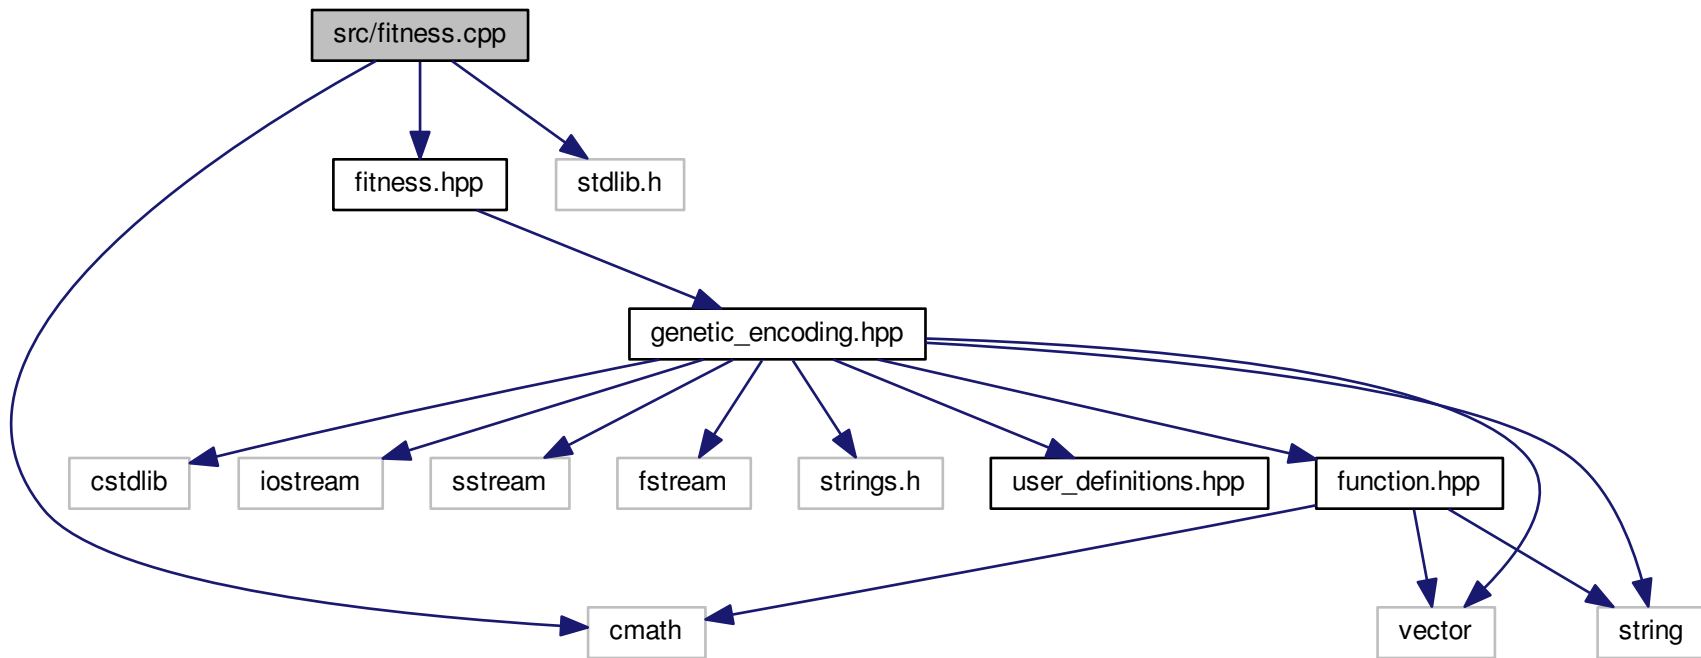 src/fitness.cpp
fitness.hpp
stdlib.h
genetic_encoding.hpp
cstdlib
iostream
sstream
fstream
strings.h
user_definitions.hpp
function.hpp
cmath
vector
string